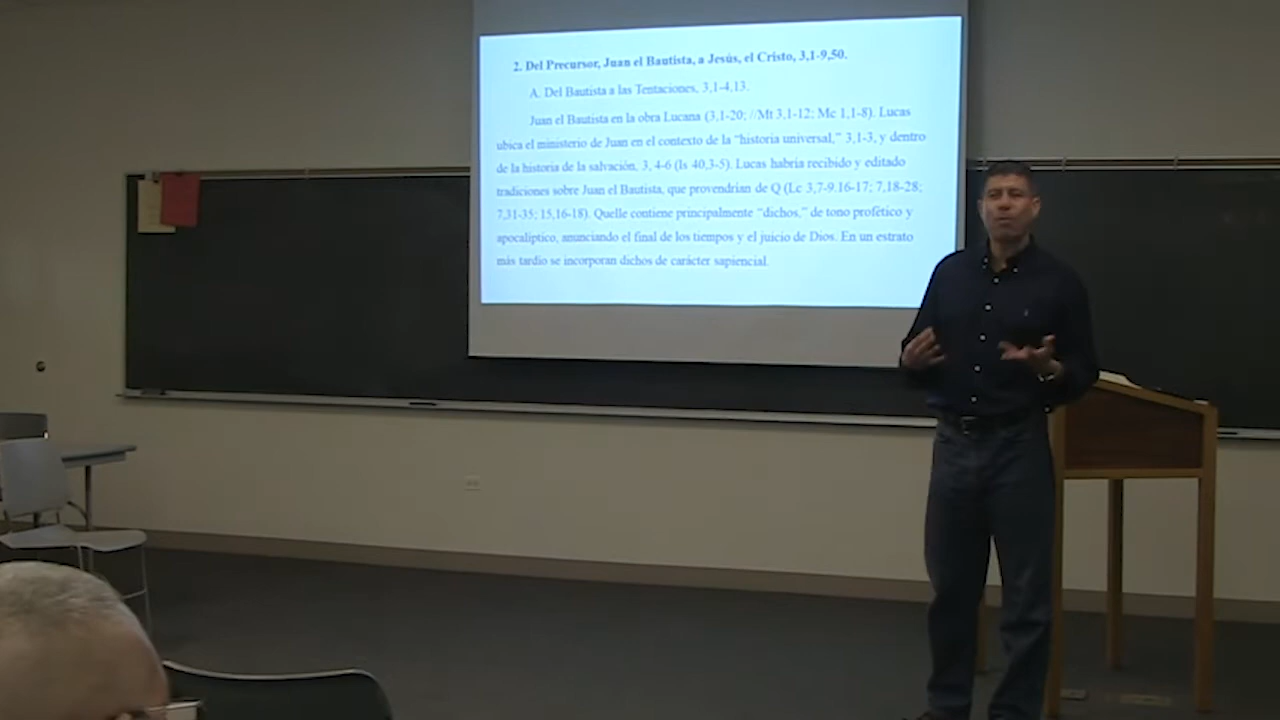 2. Del Precursor, Juan el Bautista, a Jesús, el Cristo, 3,1-9,50.
A. Del Bautista a las Tentaciones, 3,1-4,13.
Juan el Bautista en la obra Lucana (3,1-20; //Mt 3,1-12; Mc 1,1-8). Lucas
ubica el ministerio de Juan en el contexto de la “historia universal,” 3,1-3, y dentro
de la historia de la salvación, 3, 4-6 (Is 40,3-5). Lucas habría recibido y editado
tradiciones sobre Juan el Bautista, que provendrían de Q (Lc 3,7-9.16-17; 7,18-28;
7,31-35; 15,16-18). Quelle contiene principalmente “dichos,” de tono profético y
apocalíptico, anunciando el final de los tiempos y el juicio de Dios. En un estrato
más tardío se incorporan dichos de carácter sapiencial.